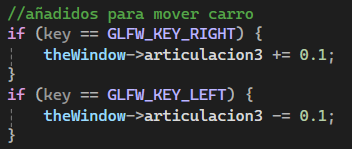 //añadidos para mover carro
if (key == GLFW_KEY_RIGHT) {
    theWindow->articulacion3 += 0.1;
}
if (key == GLFW_KEY_LEFT) {
    theWindow->articulacion3 -= 0.1;
}